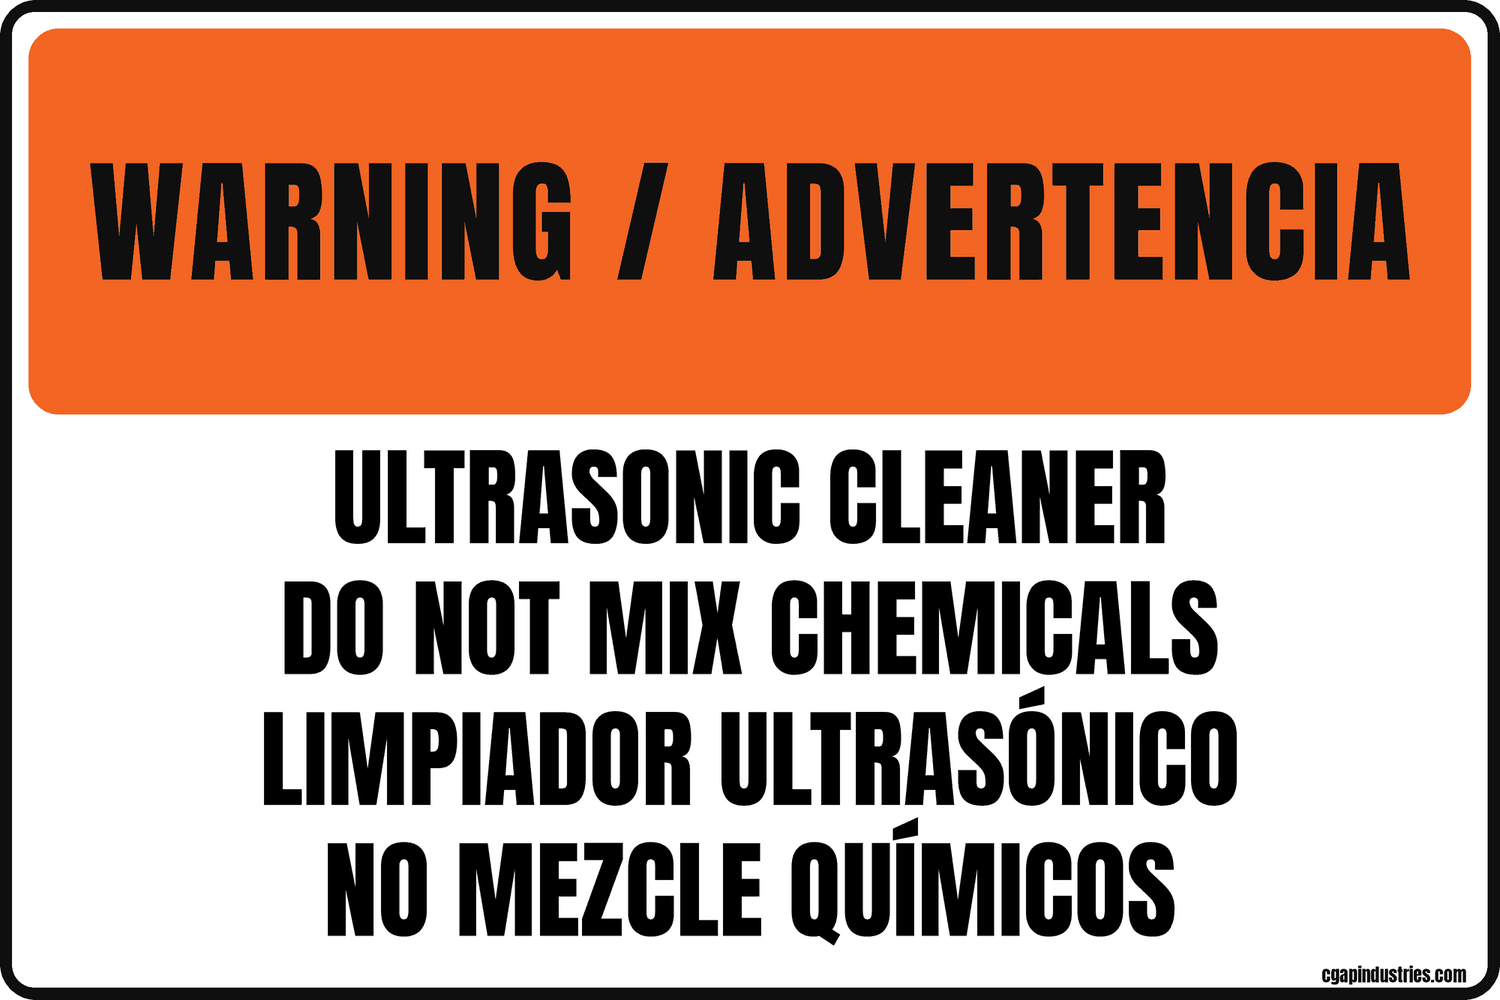 WARNING / ADVERTENCIA
ULTRASONIC CLEANER
DO NOT MIX CHEMICALS
LIMPIADOR ULTRASÓNICO
NO MEZCLE QUÍMICOS
cgapindustries.com